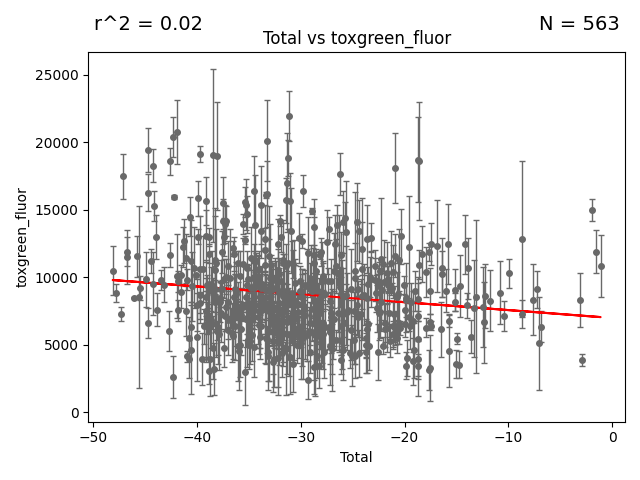 r^2 = 0.02
N = 563
Total vs toxgreen_fluor
25000
20000
15000
10000
5000
0
toxgreen_fluor
−50
−40
−30
−20
−10
0
Total